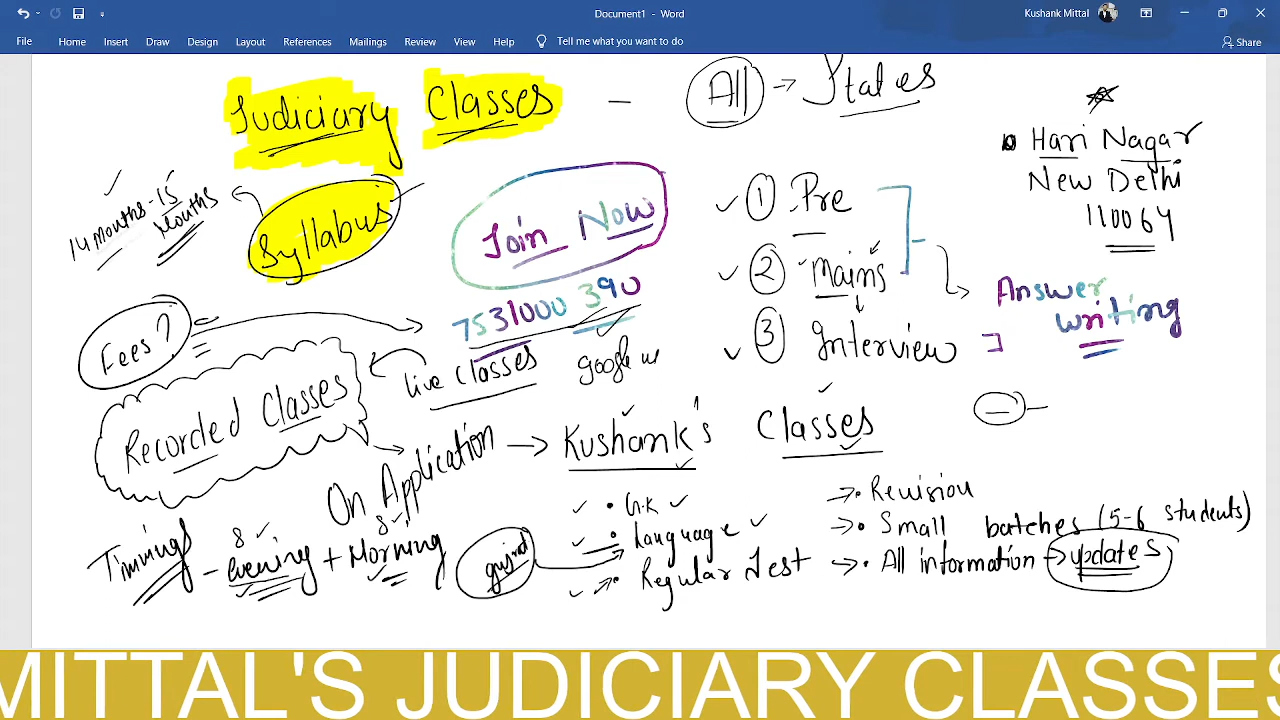 Document1 - Word
Kushank Mittal
File Home Insert Draw Design Layout References Mailings Review View Help Tell me what you want to do Share
Judiciary Classes - All → States
Hari Nagar
New Delhi
110064
14 months - 15 months
Syllabus
Join Now
7531000 390
① Pre
② Mains
③ Interview
Answer
writing
Fees?
Live Classes
google
Recorded Classes
On Application → Kushank's Classes
Timings - evening + Morning
8 8
gujrat
• G.K
• Language
• Regular Test
→ • Revision
→ • Small batches (5-6 students)
→ • All information → updates
MITTAL'S JUDICIARY CLASSES